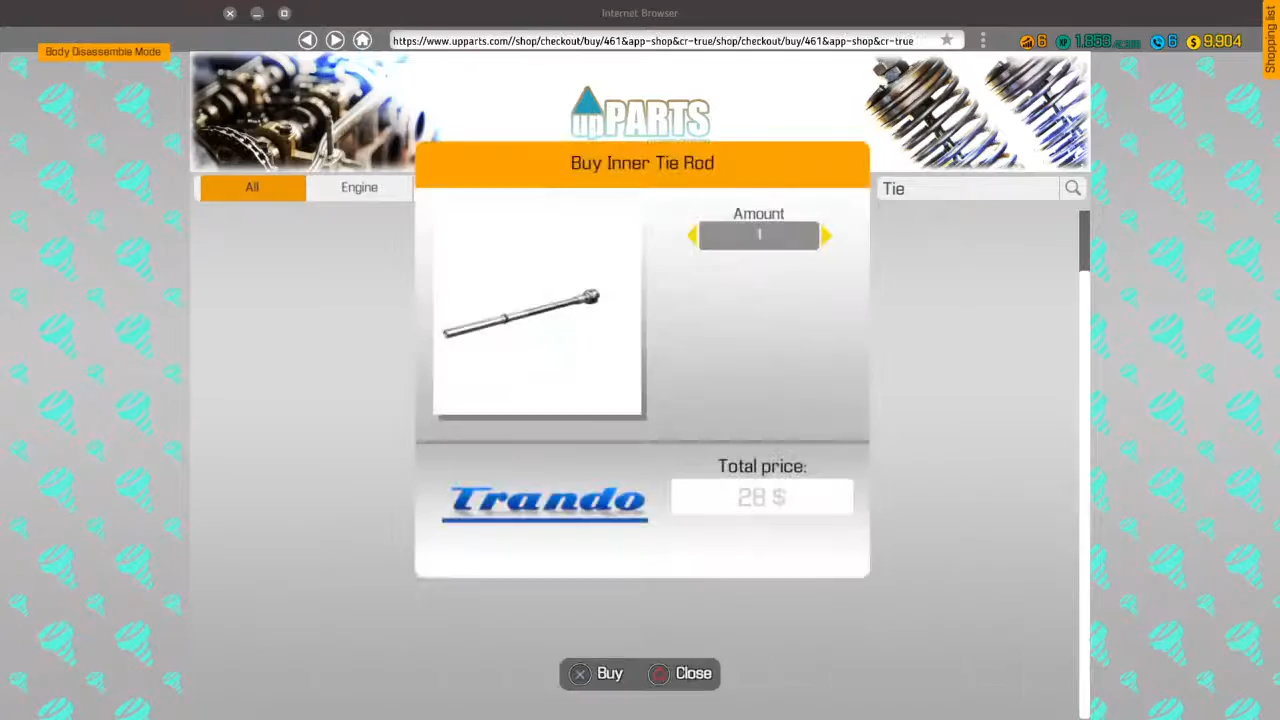 Internet Browser
https://www.upparts.com//shop/checkout/buy/461&app-shop&cr-true/shop/checkout/buy/461&app-shop&cr-true
6
6
9,904
Shopping list
Body Disassemble Mode
upPARTS
Buy Inner Tie Rod
All
Engine
Tie
Amount
1
Total price:
28 $
Trando
Buy
Close